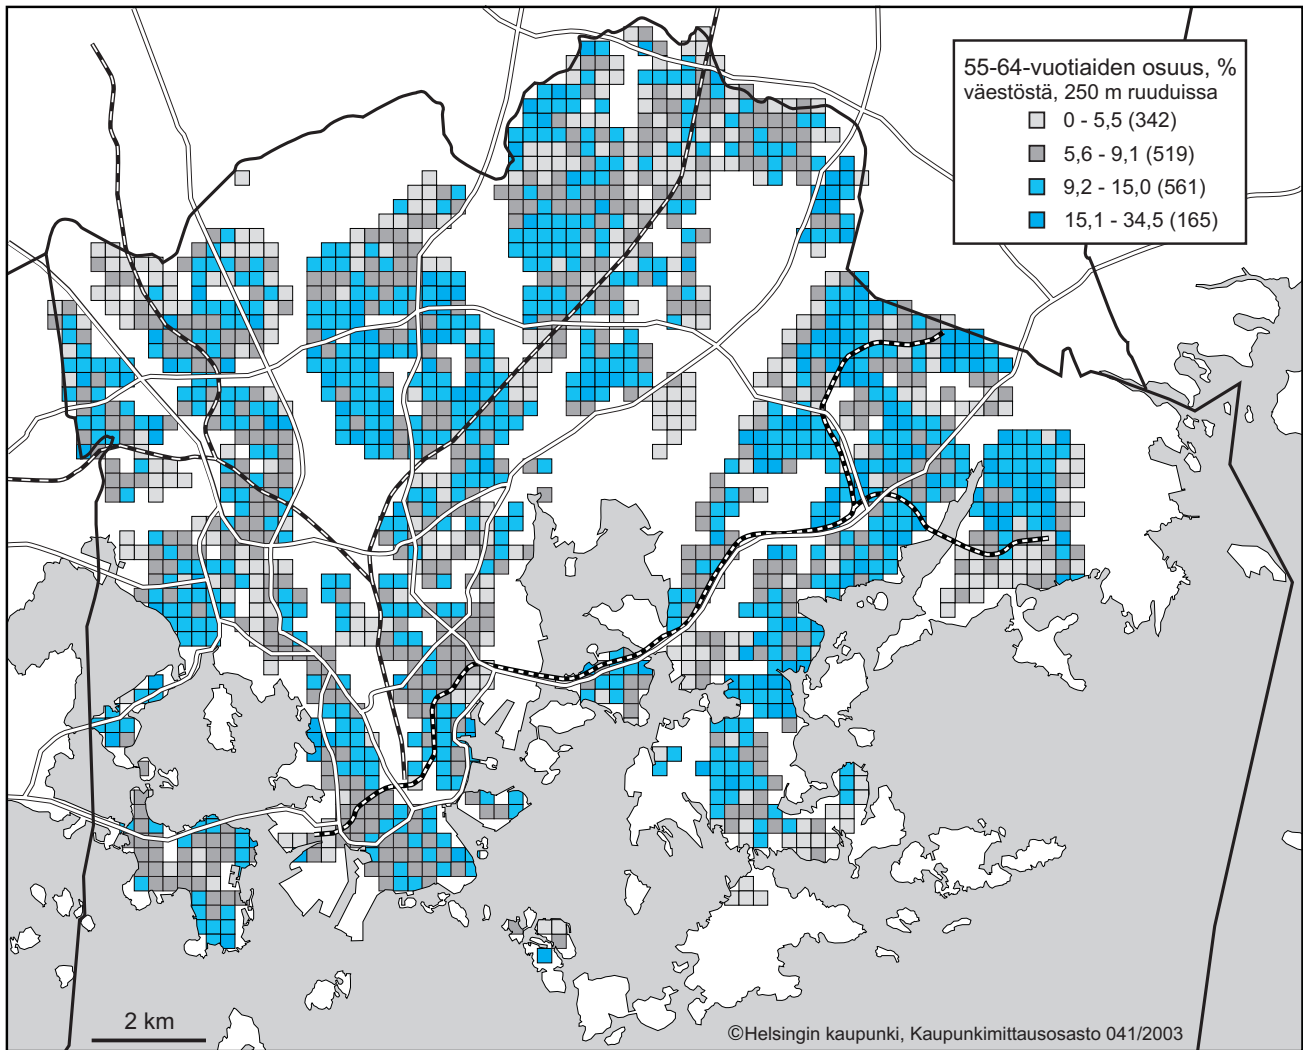 55-64-vuotiaiden osuus, %
väestöstä, 250 m ruuduissa
0 - 5,5 (342)
5,6 - 9,1 (519)
9,2 - 15,0 (561)
15,1 - 34,5 (165)
2 km
©Helsingin kaupunki, Kaupunkimittausosasto 041/2003